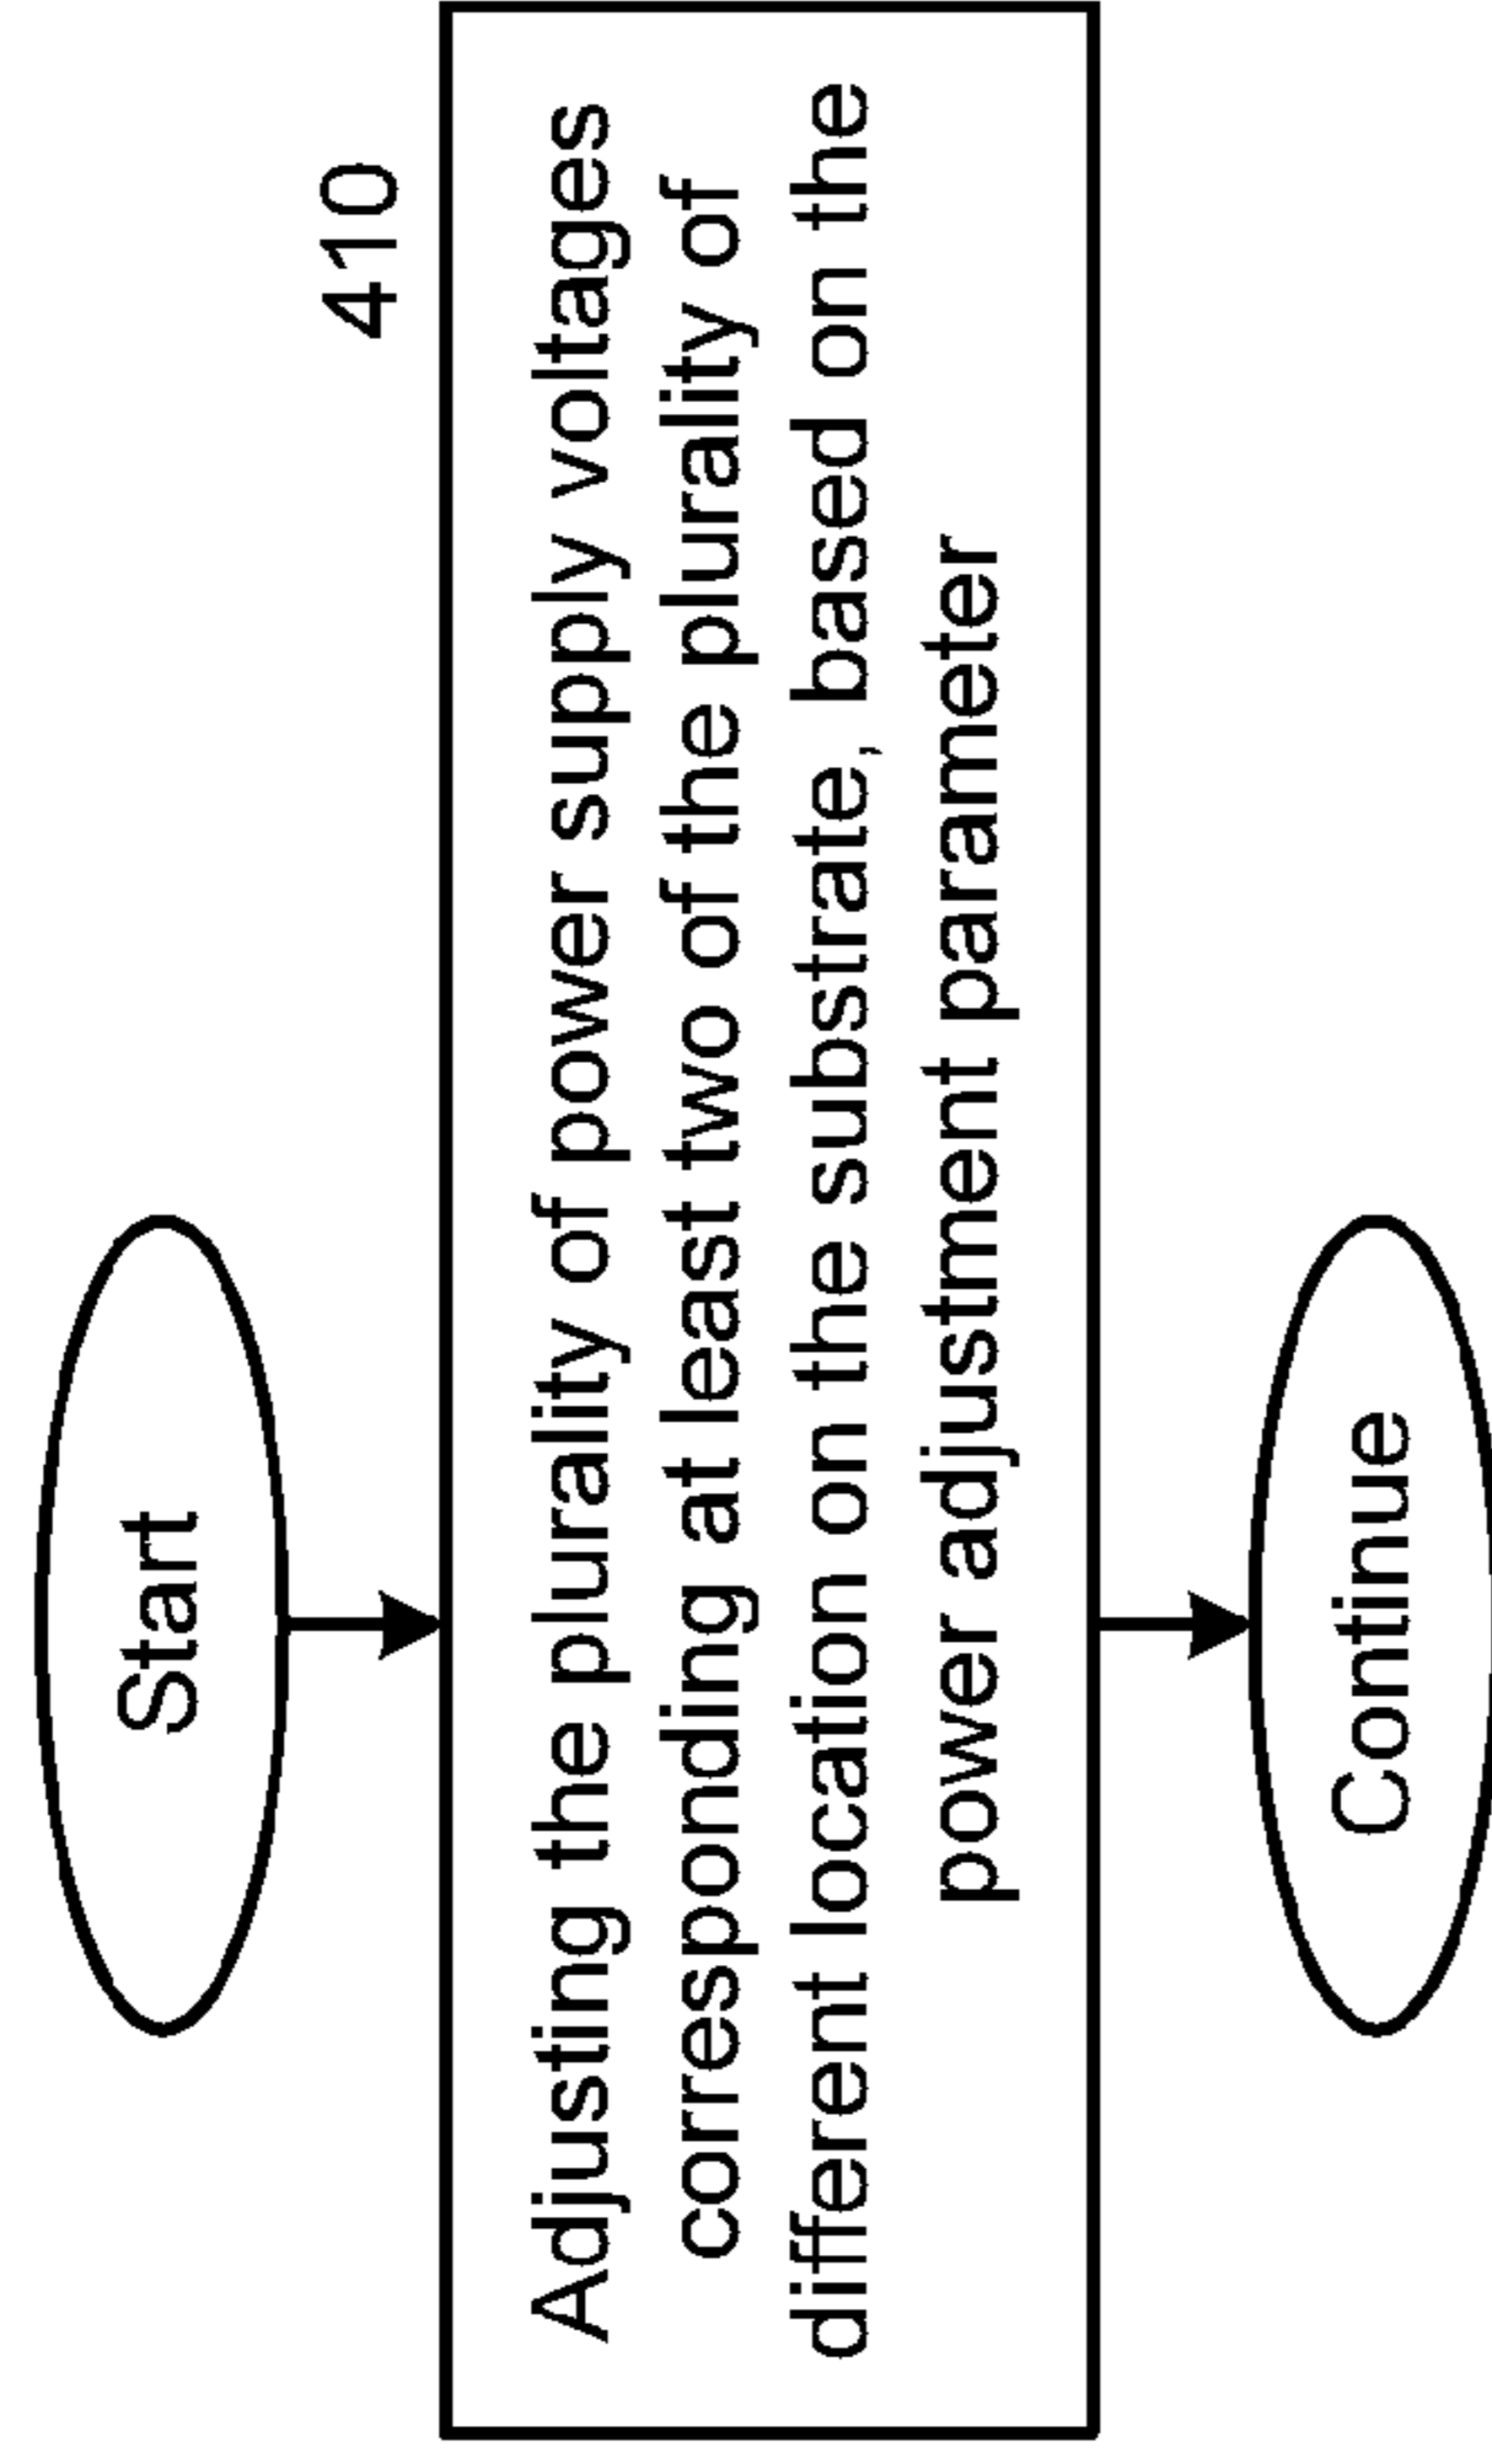 Start
410
Adjusting the plurality of power supply voltages
corresponding at least two of the plurality of
different location on the substrate, based on the
power adjustment parameter
Continue